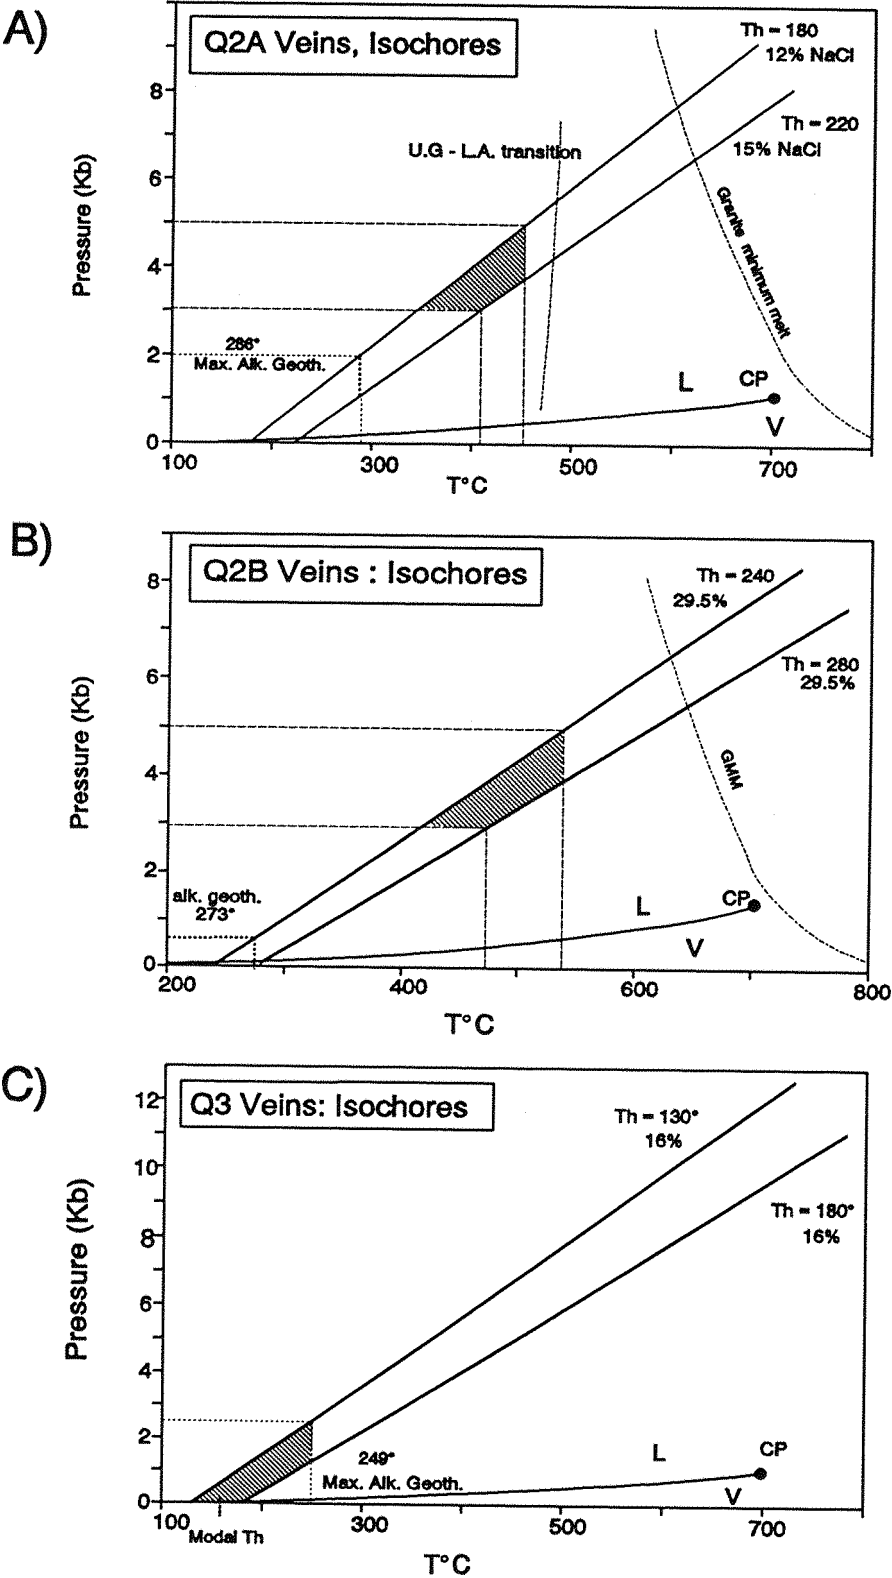 A)
Q2A Veins, Isochores
Th = 180
12% NaCl
Th = 220
15% NaCl
U.G - L.A. transition
Granite minimum melt
8
6
4
2
0
Pressure (Kb)
286°
Max. Alk. Geoth.
L
CP
V
100
300
500
700
T°C
B)
Q2B Veins : Isochores
Th = 240
29.5%
Th = 280
29.5%
GMM
8
6
4
2
0
Pressure (Kb)
alk. geoth.
273°
L
CP
V
200
400
600
800
T°C
C)
Q3 Veins: Isochores
Th = 130°
16%
Th = 180°
16%
12
10
8
6
4
2
0
Pressure (Kb)
249°
Max. Alk. Geoth.
L
CP
V
100
300
500
700
Modal Th
T°C